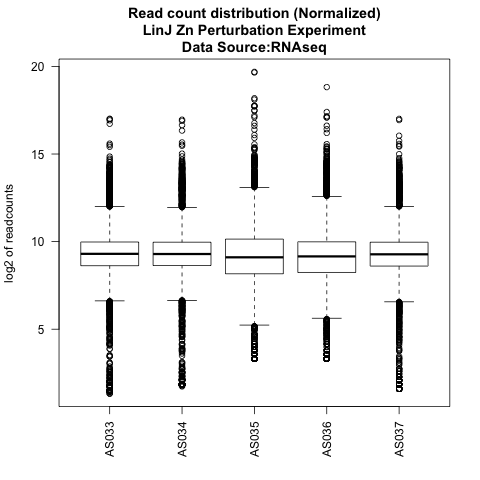 Read count distribution (Normalized)
LinJ Zn Perturbation Experiment
Data Source:RNAseq
log2 of readcounts
20
15
10
5
AS033
AS034
AS035
AS036
AS037